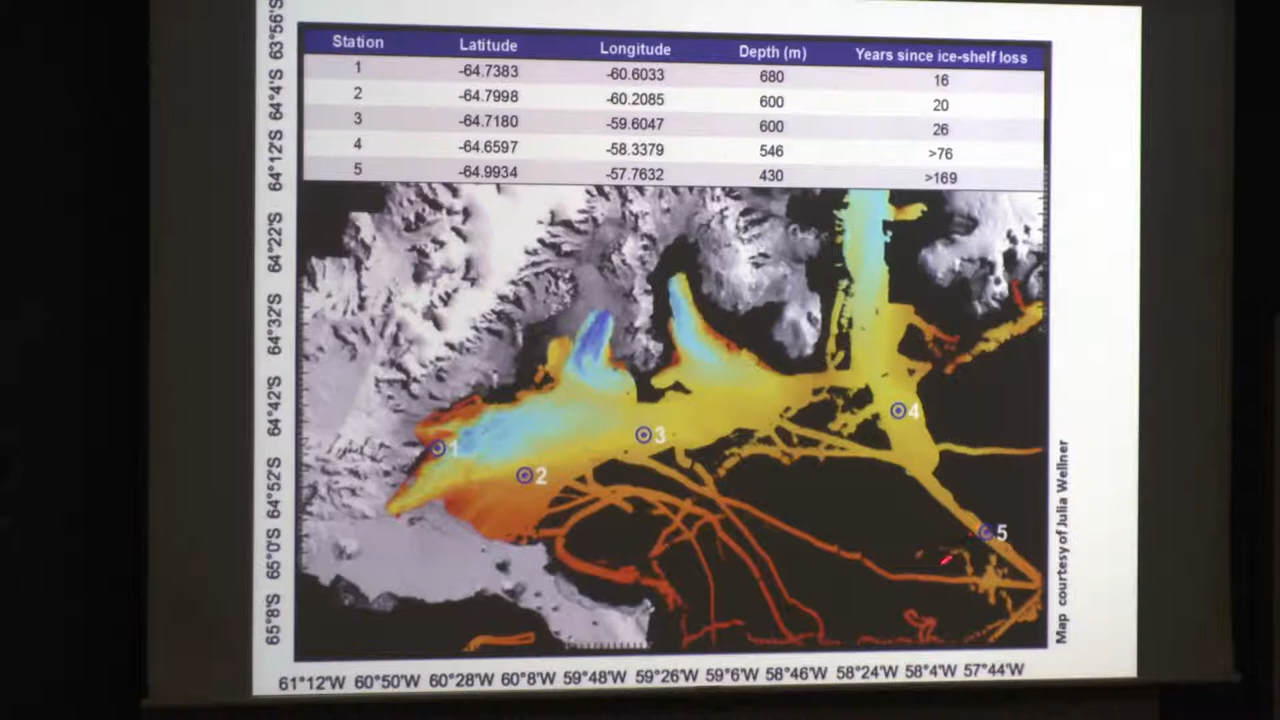 Station Latitude Longitude Depth (m) Years since ice-shelf loss
1 -64.7383 -60.6033 680 16
2 -64.7998 -60.2085 600 20
3 -64.7180 -59.6047 600 26
4 -64.6597 -58.3379 546 >76
5 -64.9934 -57.7632 430 >169
63°56'S
64°4'S
64°12'S
64°22'S
64°32'S
64°42'S
64°52'S
65°0'S
65°8'S
1
2
3
4
5
Map courtesy of Julia Wellner
61°12'W 60°50'W 60°28'W 60°8'W 59°48'W 59°26'W 59°6'W 58°46'W 58°24'W 58°4'W 57°44'W